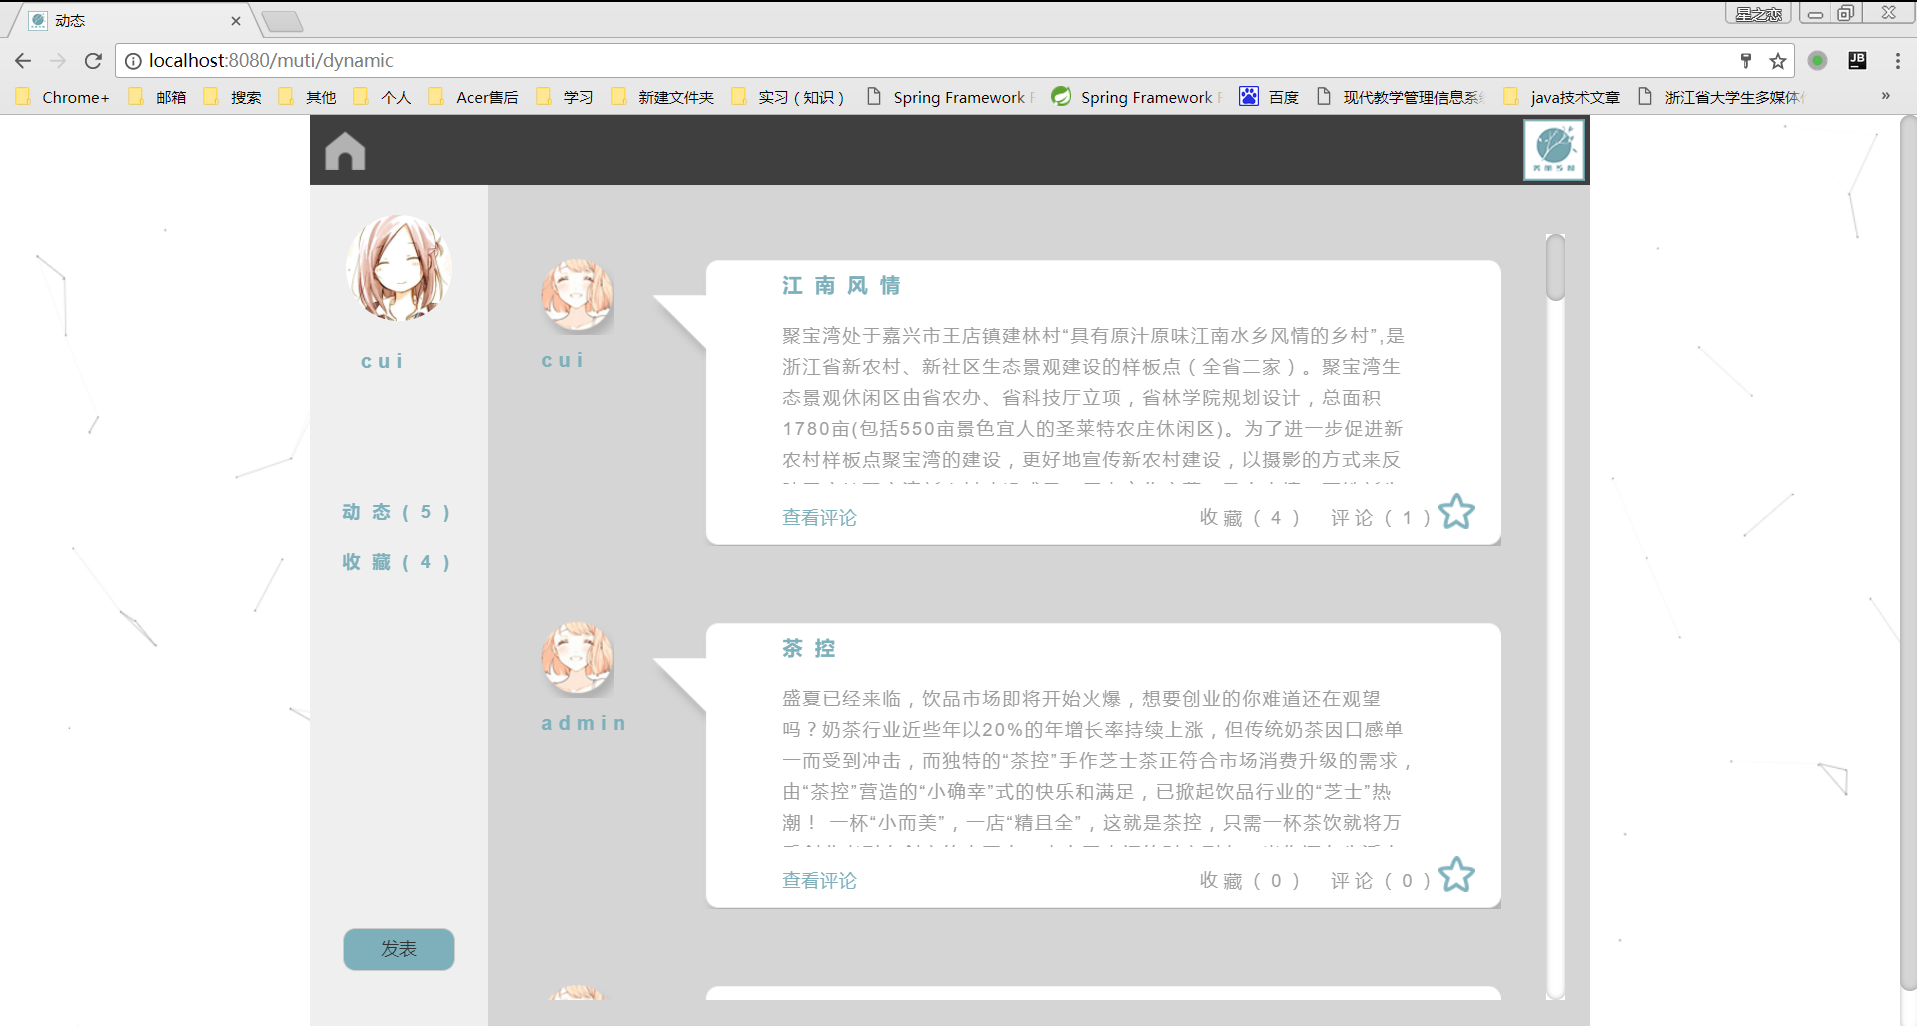 动态
星之恋
localhost:8080/muti/dynamic
Chrome+
邮箱
搜索
其他
个人
Acer售后
学习
新建文件夹
实习（知识）
Spring Framework
Spring Framework
百度
现代教学管理信息系
java技术文章
浙江省大学生多媒体
cui
动态(5)
收藏(4)
发表
cui
江南风情
聚宝湾处于嘉兴市王店镇建林村“具有原汁原味江南水乡风情的乡村”,是
浙江省新农村、新社区生态景观建设的样板点（全省二家）。聚宝湾生
态景观休闲区由省农办、省科技厅立项，省林学院规划设计，总面积
1780亩(包括550亩景色宜人的圣莱特农庄休闲区)。为了进一步促进新
农村样板点聚宝湾的建设，更好地宣传新农村建设，以摄影的方式来反
查看评论
收藏（4） 评论（1）
admin
茶控
盛夏已经来临，饮品市场即将开始火爆，想要创业的你难道还在观望
吗？奶茶行业近些年以20%的年增长率持续上涨，但传统奶茶因口感单
一而受到冲击，而独特的“茶控”手作芝士茶正符合市场消费升级的需求，
由“茶控”营造的“小确幸”式的快乐和满足，已掀起饮品行业的“芝士”热
潮！ 一杯“小而美”，一店“精且全”，这就是茶控，只需一杯茶饮就将万
查看评论
收藏（0） 评论（0）